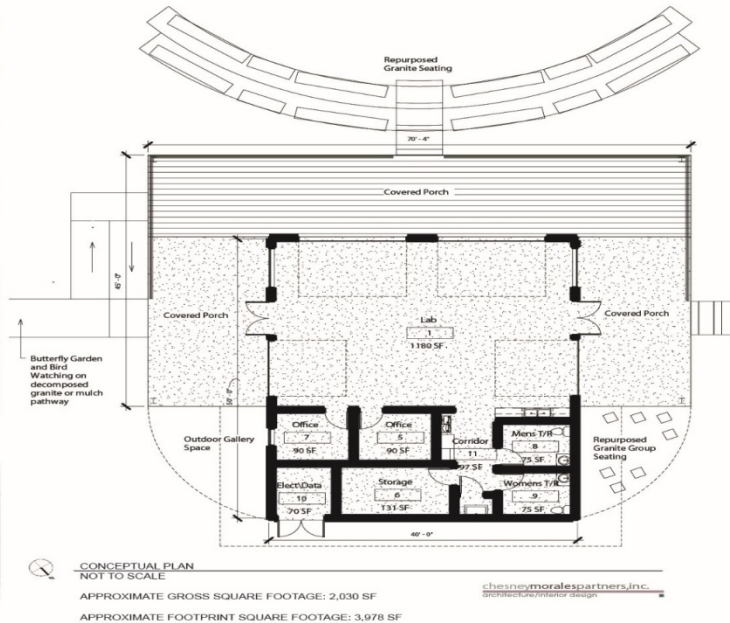 Repurposed
Granite Seating
70' - 4"
Covered Porch
45' - 0"
50' - 0"
Covered Porch
Lab
1
1180 SF
Covered Porch
Butterfly Garden
and Bird
Watching on
decomposed
granite or mulch
pathway
Outdoor Gallery
Space
Office
7
90 SF
Office
5
90 SF
Corridor
11
97 SF
Mens T/R
8
75 SF
Repurposed
Granite Group
Seating
Elect\Data
10
70 SF
Storage
6
131 SF
Womens T/R
9
75 SF
40' - 0"
CONCEPTUAL PLAN
NOT TO SCALE
APPROXIMATE GROSS SQUARE FOOTAGE: 2,030 SF
APPROXIMATE FOOTPRINT SQUARE FOOTAGE: 3,978 SF
chesneymoralespartners,inc.
architecture/interior design